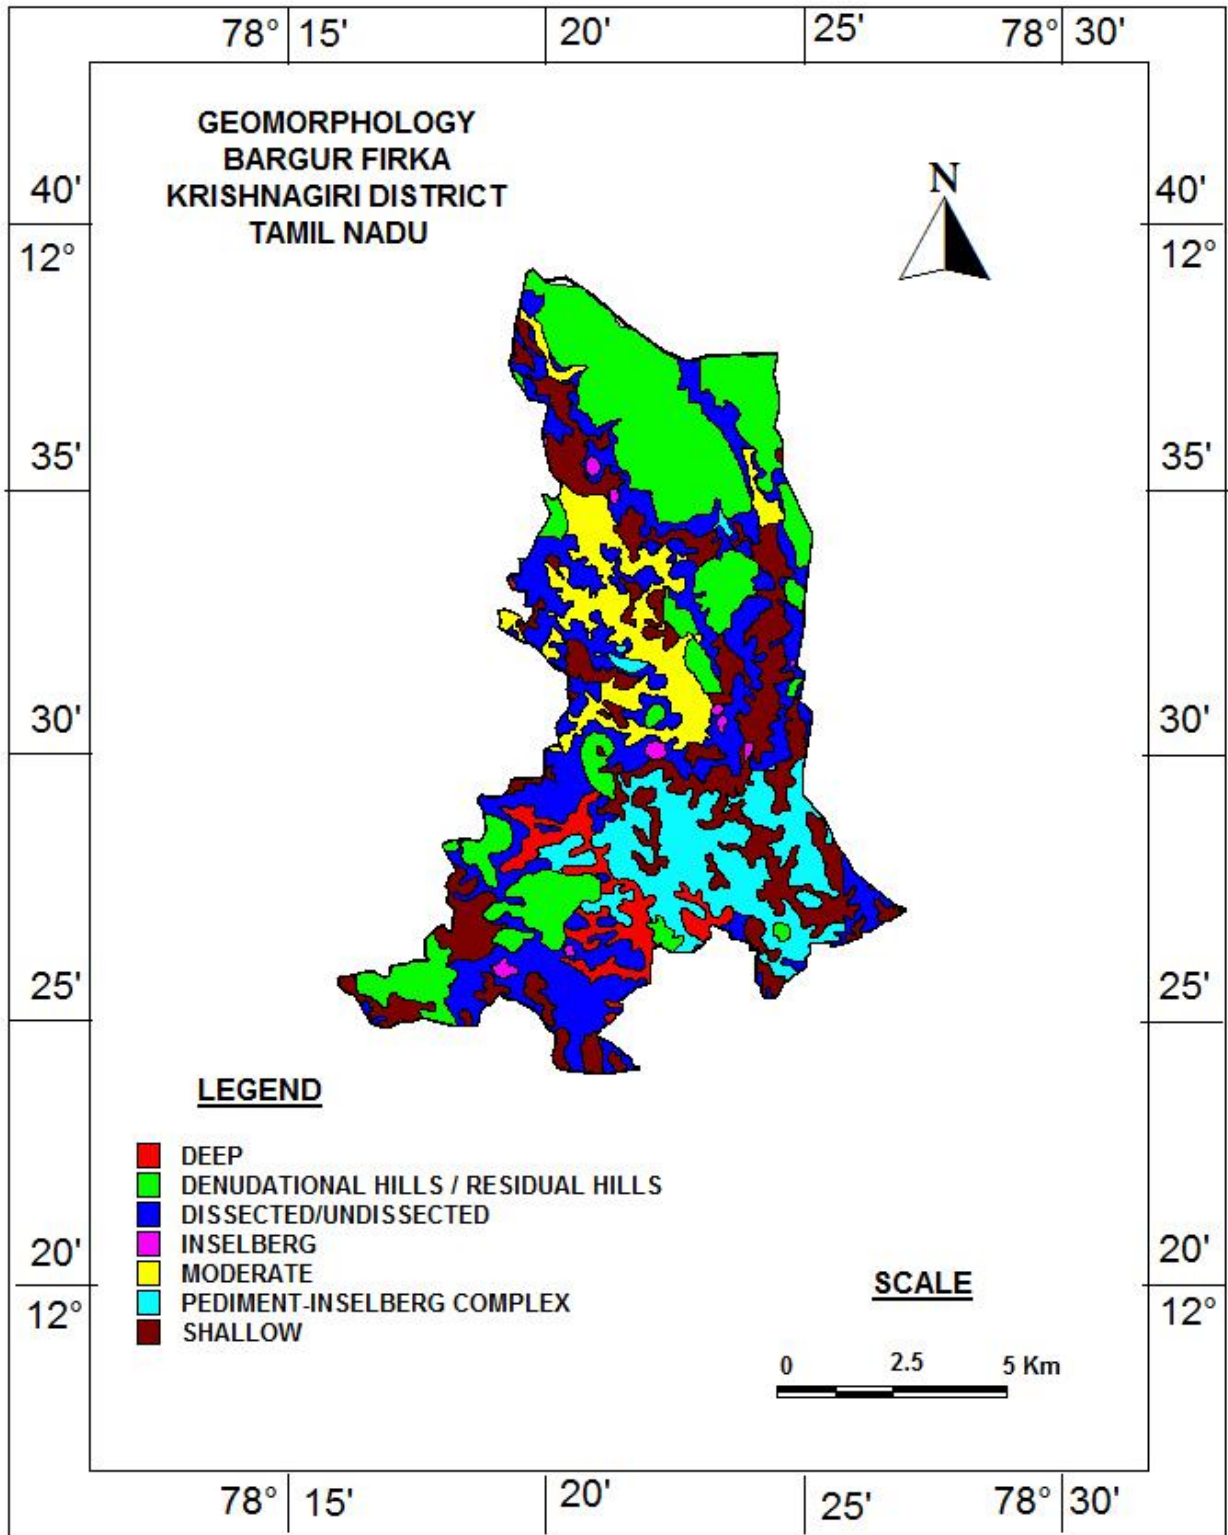 78° 15' 20' 25' 78° 30'
GEOMORPHOLOGY
BARGUR FIRKA
KRISHNAGIRI DISTRICT
TAMIL NADU
N
40' 40'
12° 12°
35' 35'
30' 30'
25' 25'
LEGEND
DEEP
DENUDATIONAL HILLS / RESIDUAL HILLS
DISSECTED/UNDISSECTED
INSELBERG
MODERATE
PEDIMENT-INSELBERG COMPLEX
SHALLOW
20' 20'
12° 12°
SCALE
0 2.5 5 Km
78° 15' 20' 25' 78° 30'